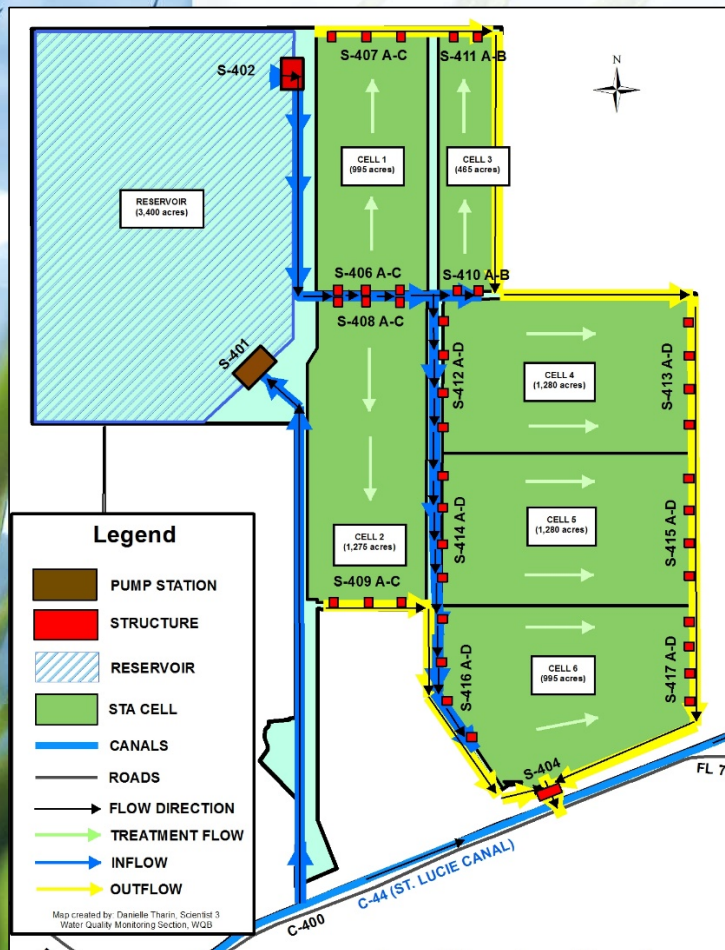 S-407 A-C
S-411 A-B
N
S-402
CELL 1
(995 acres)
CELL 3
(465 acres)
RESERVOIR
(3,400 acres)
S-406 A-C
S-410 A-B
S-408 A-C
S-401
S-412 A-D
CELL 4
(1,280 acres)
S-413 A-D
S-414 A-D
CELL 5
(1,280 acres)
S-415 A-D
CELL 2
(1,275 acres)
S-409 A-C
S-416 A-D
CELL 6
(995 acres)
S-417 A-D
S-404
FL 7
C-44 (ST. LUCIE CANAL)
C-400
Legend
PUMP STATION
STRUCTURE
RESERVOIR
STA CELL
CANALS
ROADS
FLOW DIRECTION
TREATMENT FLOW
INFLOW
OUTFLOW
Map created by: Danielle Tharin, Scientist 3
Water Quality Monitoring Section, WQB